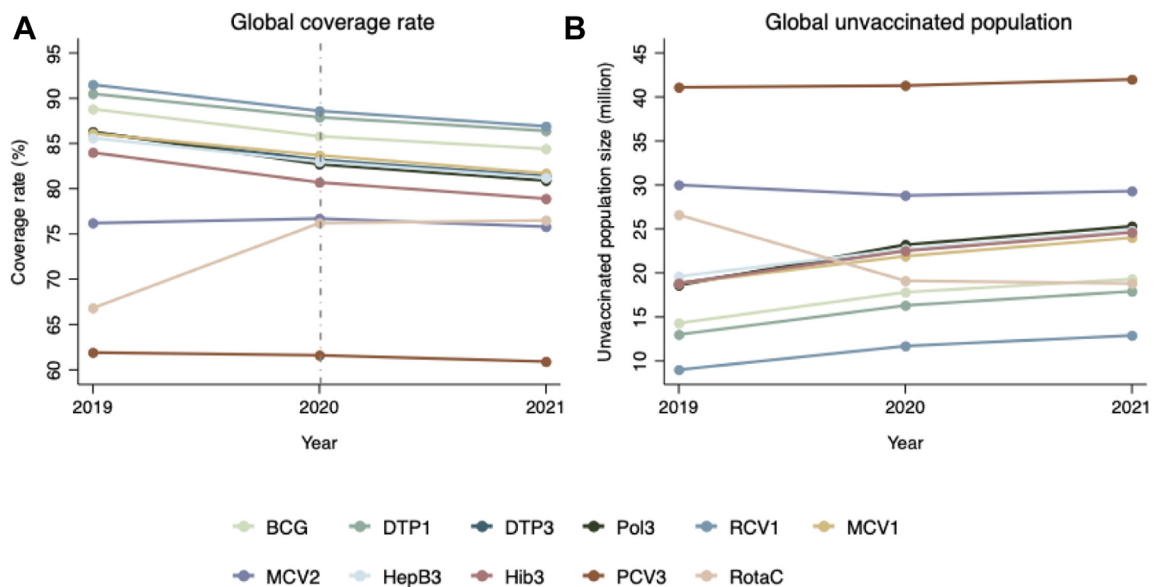 A
Global coverage rate
Coverage rate (%)
95
90
85
80
75
70
65
60
2019
2020
2021
Year
B
Global unvaccinated population
Unvaccinated population size (million)
45
40
35
30
25
20
15
10
2019
2020
2021
Year
BCG DTP1 DTP3 Pol3 RCV1 MCV1
MCV2 HepB3 Hib3 PCV3 RotaC